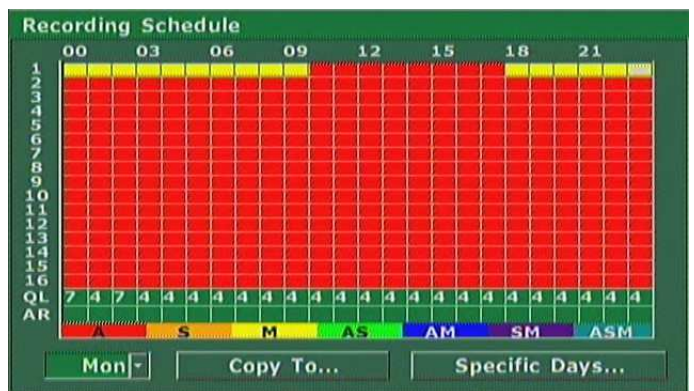 Recording Schedule
00 03 06 09 12 15 18 21
1
2
3
4
5
6
7
8
9
10
11
12
13
14
15
16
QL 7 4 7 4 4 4 4 4 4 4 4 4 4 4 4 4 4 4 4 4 4 4 4 4
AR
A S M AS AM SM ASM
Mon Copy To... Specific Days...